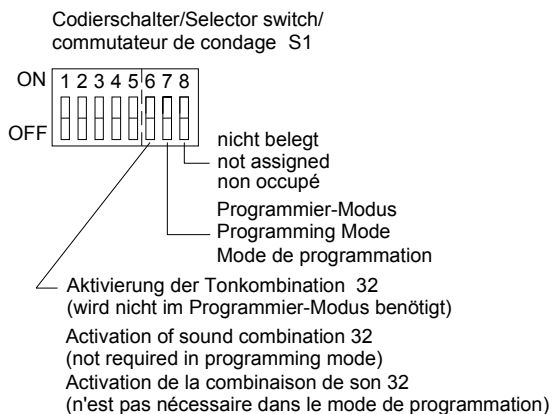 Codierschalter/Selector switch/
commutateur de condage S1
ON 1 2 3 4 5 6 7 8
OFF
nicht belegt
not assigned
non occupé
Programmier-Modus
Programming Mode
Mode de programmation
Aktivierung der Tonkombination 32
(wird nicht im Programmier-Modus benötigt)
Activation of sound combination 32
(not required in programming mode)
Activation de la combinaison de son 32
(n'est pas nécessaire dans le mode de programmation)